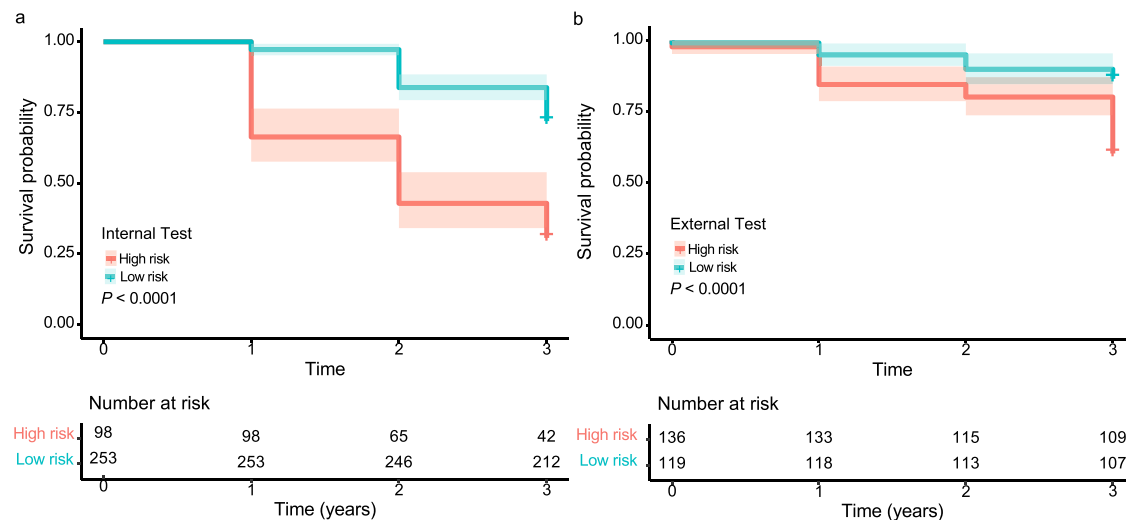 a
Survival probability
1.00
0.75
0.50
0.25
0.00
Internal Test
High risk
Low risk
P < 0.0001
0 1 2 3
Time
Number at risk
High risk 98 98 65 42
Low risk 253 253 246 212
0 1 2 3
Time (years)
b
Survival probability
1.00
0.75
0.50
0.25
0.00
External Test
High risk
Low risk
P < 0.0001
0 1 2 3
Time
Number at risk
High risk 136 133 115 109
Low risk 119 118 113 107
0 1 2 3
Time (years)